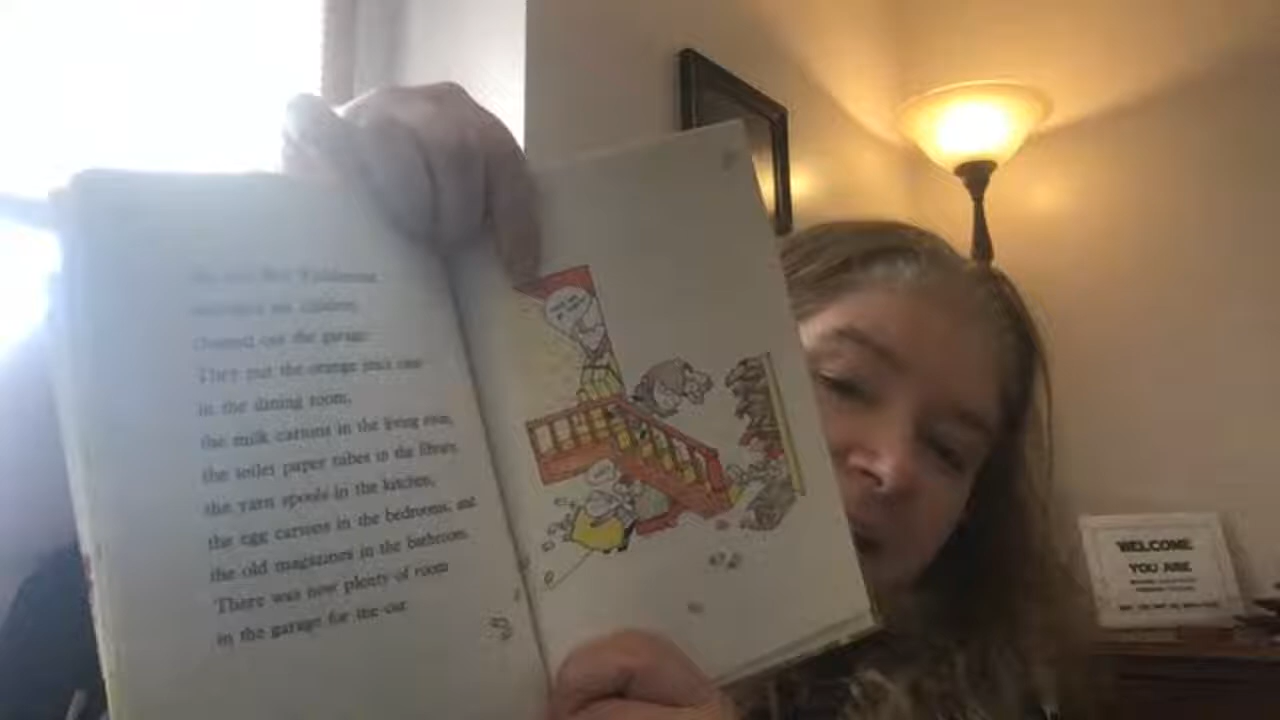 cleaned out the garage.
They put the orange juice cans
in the dining room,
the milk cartons in the living room,
the toilet paper tubes in the library,
the yarn spools in the kitchen,
the egg cartons in the bedrooms, and
the old magazines in the bathroom.
There was now plenty of room
in the garage for the car.
WELCOME
YOU ARE